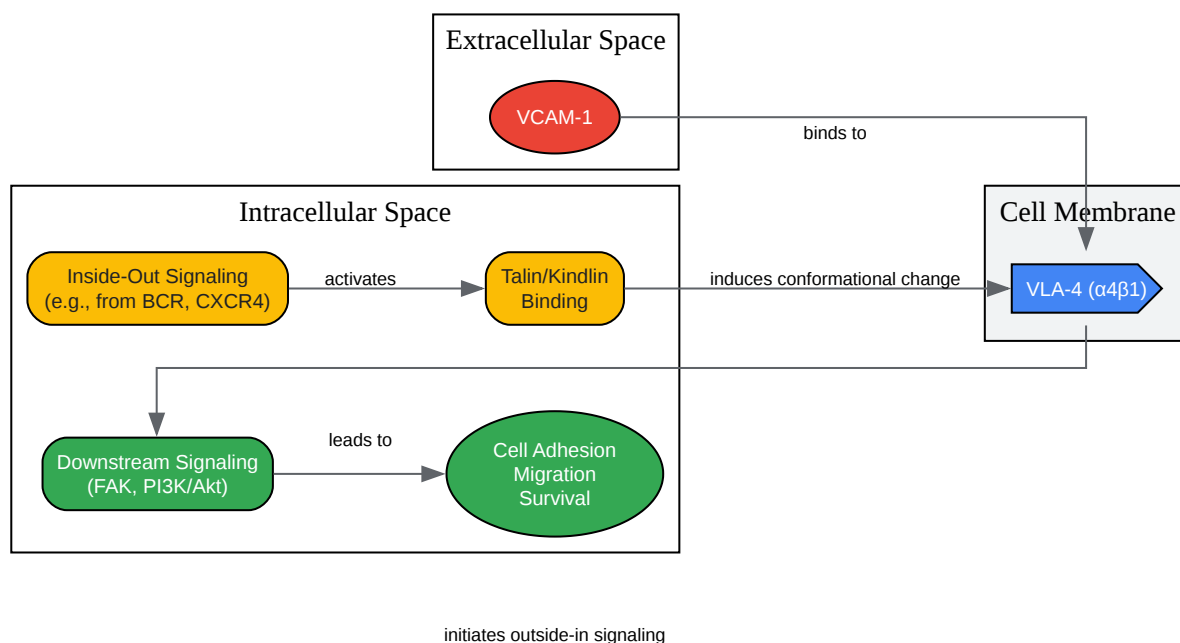 Extracellular Space
VCAM-1
binds to
Intracellular Space
Cell Membrane
Inside-Out Signaling
(e.g., from BCR, CXCR4)
activates
Talin/Kindlin
Binding
induces conformational change
VLA-4 (α4β1)
Downstream Signaling
(FAK, PI3K/Akt)
leads to
Cell Adhesion
Migration
Survival
initiates outside-in signaling